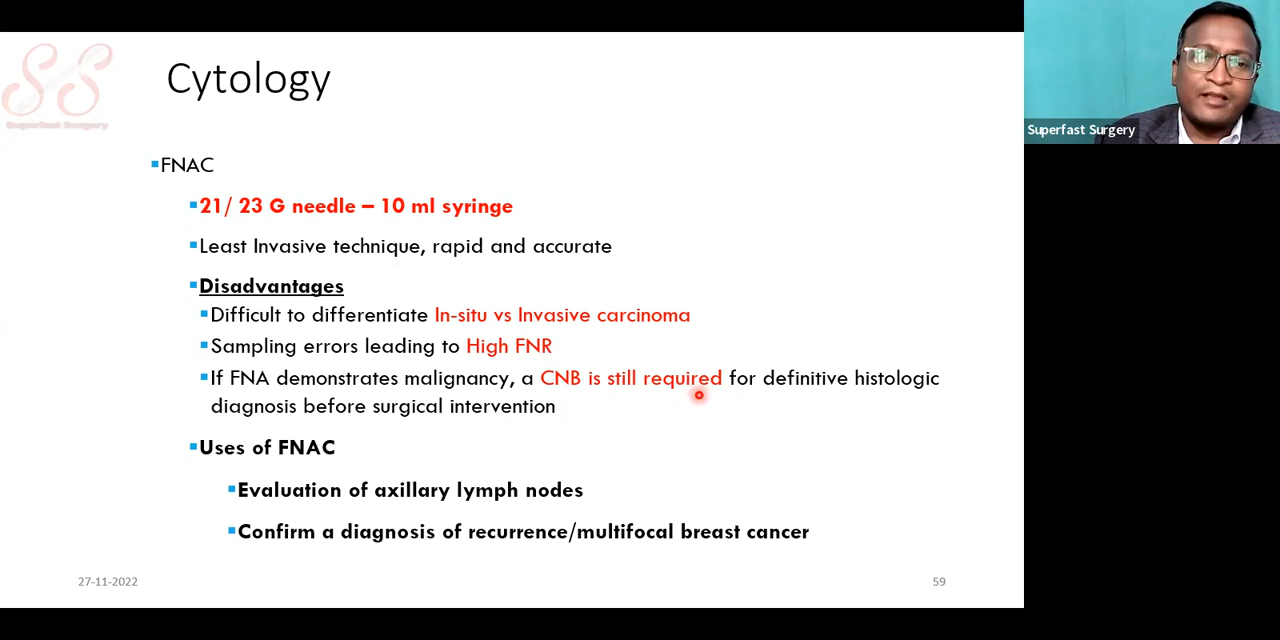 SS
Superfast Surgery
Cytology
FNAC
21/ 23 G needle – 10 ml syringe
Least Invasive technique, rapid and accurate
Disadvantages
Difficult to differentiate In-situ vs Invasive carcinoma
Sampling errors leading to High FNR
If FNA demonstrates malignancy, a CNB is still required for definitive histologic
diagnosis before surgical intervention
Uses of FNAC
Evaluation of axillary lymph nodes
Confirm a diagnosis of recurrence/multifocal breast cancer
27-11-2022
59
Superfast Surgery